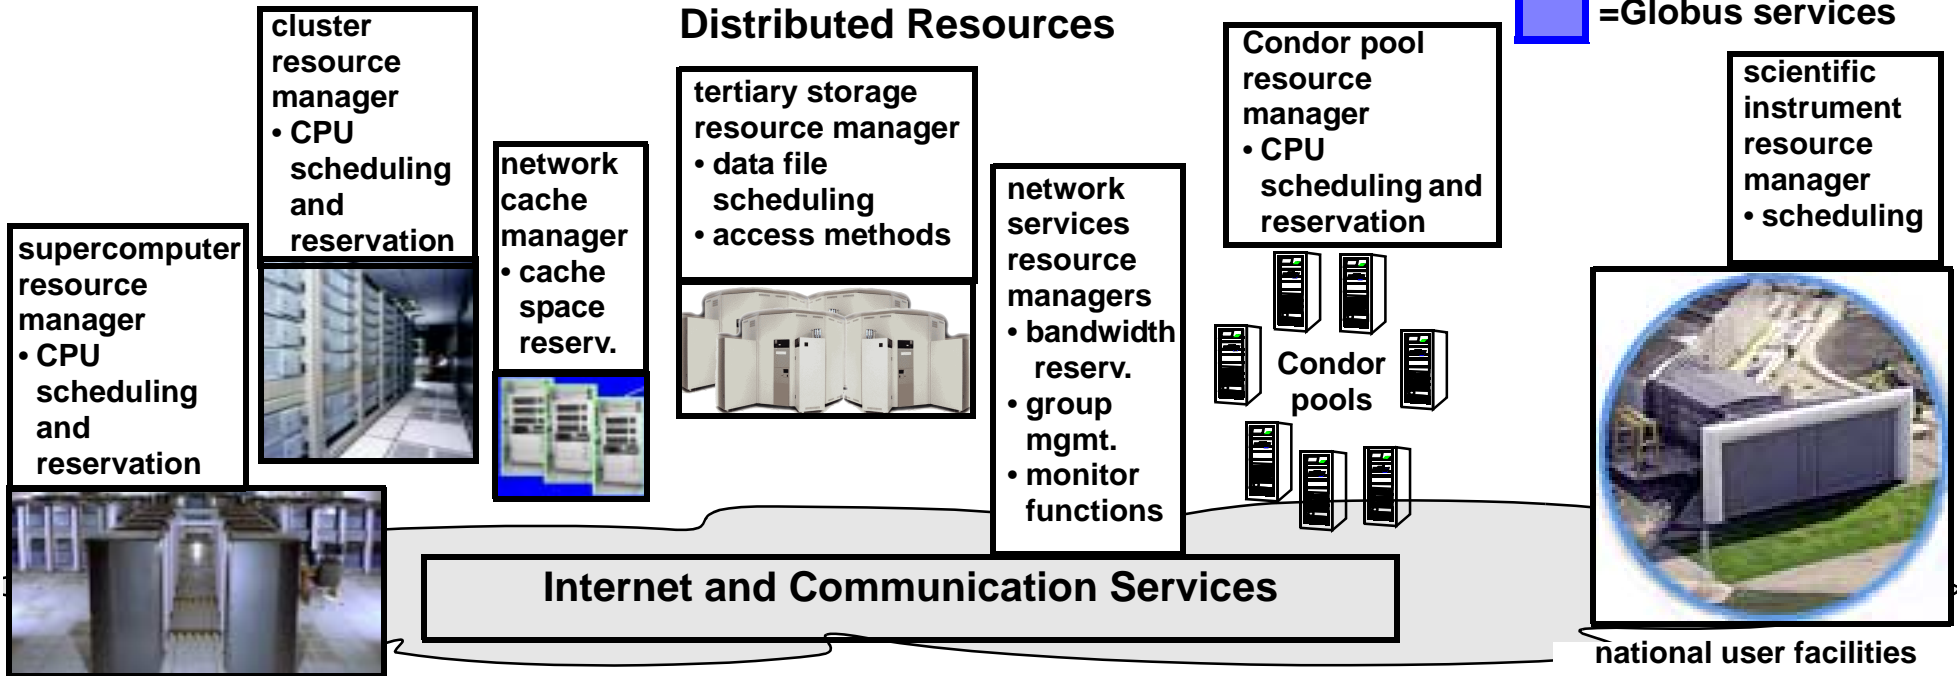 Distributed Resources
=Globus services
cluster
resource
manager
• CPU
scheduling
and
reservation
supercomputer
resource
manager
• CPU
scheduling
and
reservation
network
cache
manager
• cache
space
reserv.
tertiary storage
resource manager
• data file
scheduling
• access methods
network
services
resource
managers
• bandwidth
reserv.
• group
mgmt.
• monitor
functions
Condor pool
resource
manager
• CPU
scheduling and
reservation
Condor
pools
scientific
instrument
resource
manager
• scheduling
Internet and Communication Services
national user facilities